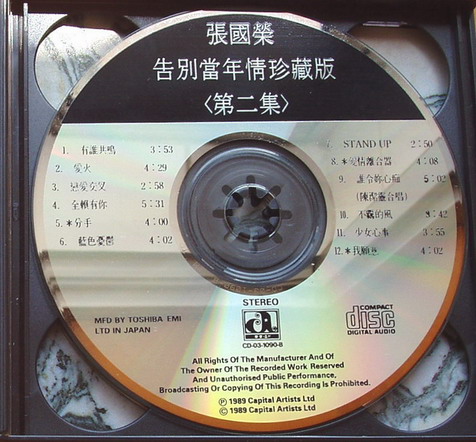 張國榮
告別當年情珍藏版
〈第二集〉
1. 有誰共鳴 3:53
2. 愛火 4:29
3. 戀愛交叉 2:58
4. 全賴有你 5:31
5. *分手 4:00
6. 藍色憂鬱 4:02
7. STAND UP 2:50
8. *愛情離合器 4:08
9. 誰令妳心痴 5:02
(陳潔靈合唱)
10. 不羈的風 3:42
11. 少女心事 3:55
12. *我願意 4:02
MFD BY TOSHIBA EMI
LTD IN JAPAN
STEREO
CD-03-1090-B
COMPACT
disc
DIGITAL AUDIO
All Rights Of The Manufacturer And Of
The Owner Of The Recorded Work Reserved
And Unauthorised Public Performance,
Broadcasting Or Copying Of This Recording Is Prohibited.
Ⓟ 1989 Capital Artists Ltd
© 1989 Capital Artists Ltd